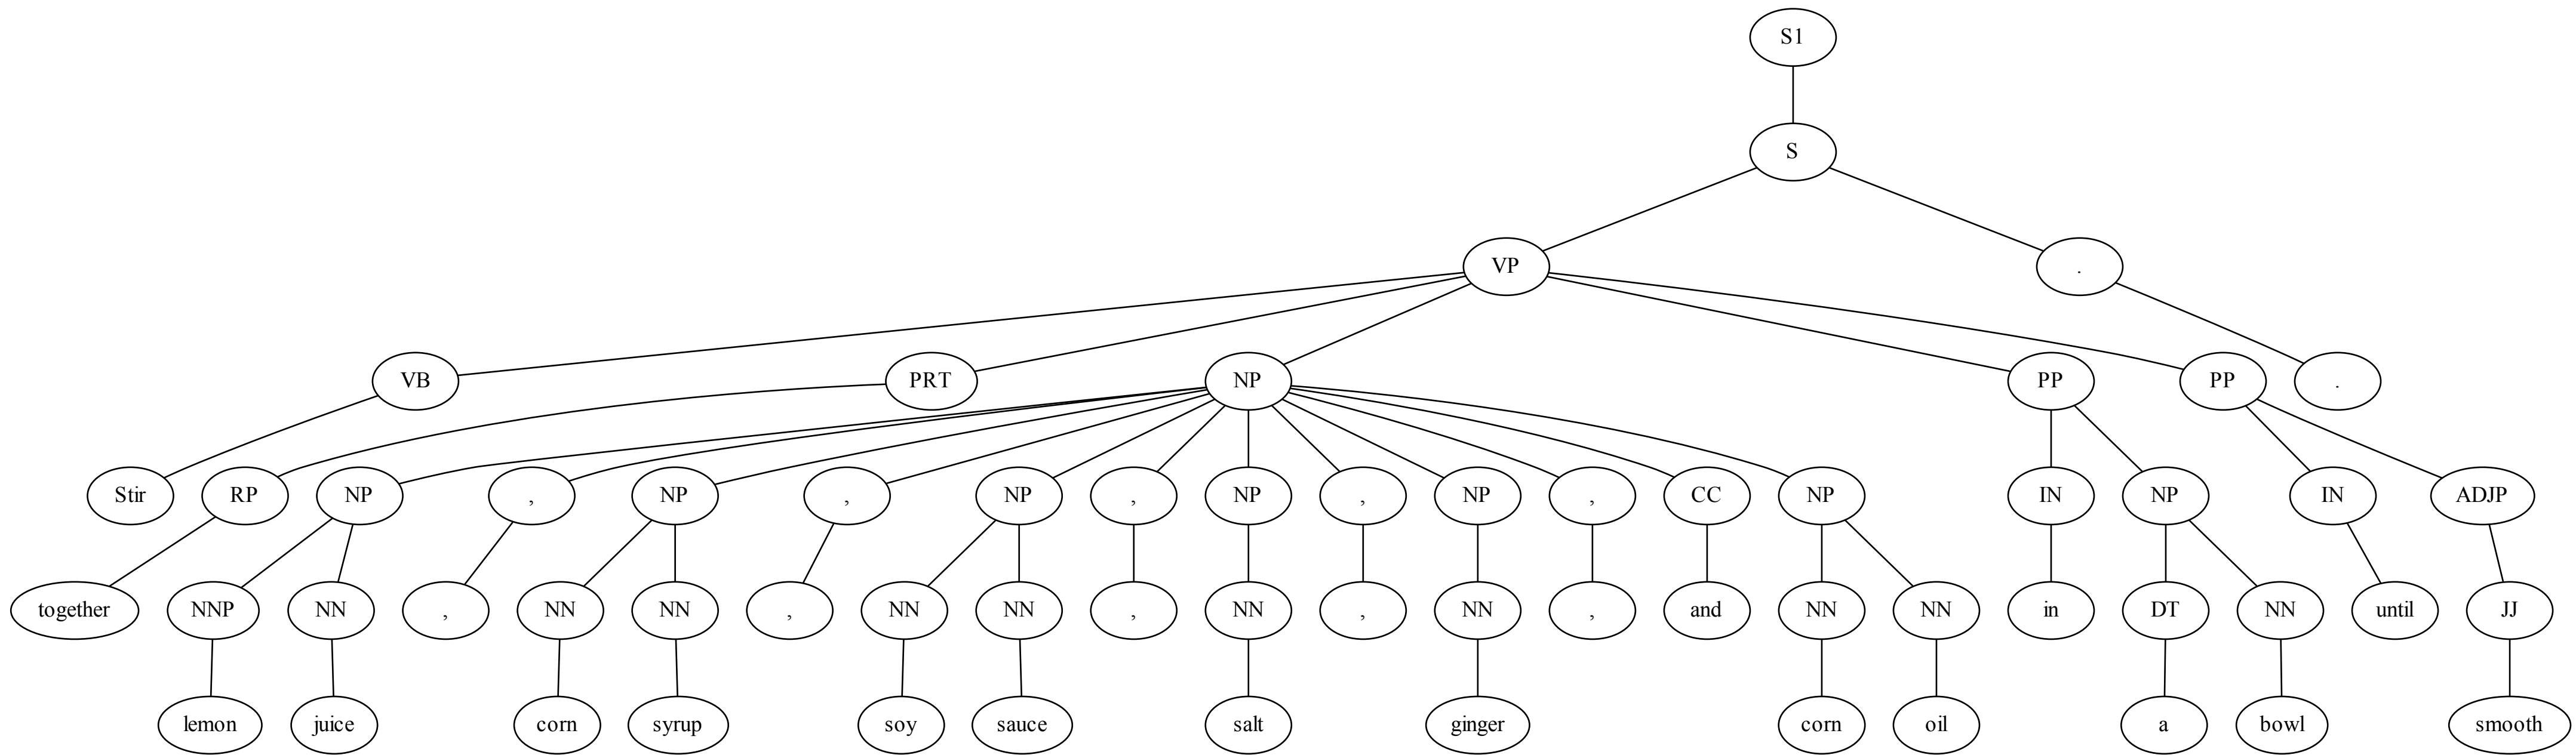 S1
S
VP .
VB PRT NP PP PP .
Stir RP NP , NP , NP , NP , NP , CC NP IN NP IN ADJP
together NNP NN , NN NN , NN NN , NN , NN , and NN NN in DT NN until JJ
lemon juice corn syrup soy sauce salt ginger corn oil a bowl smooth